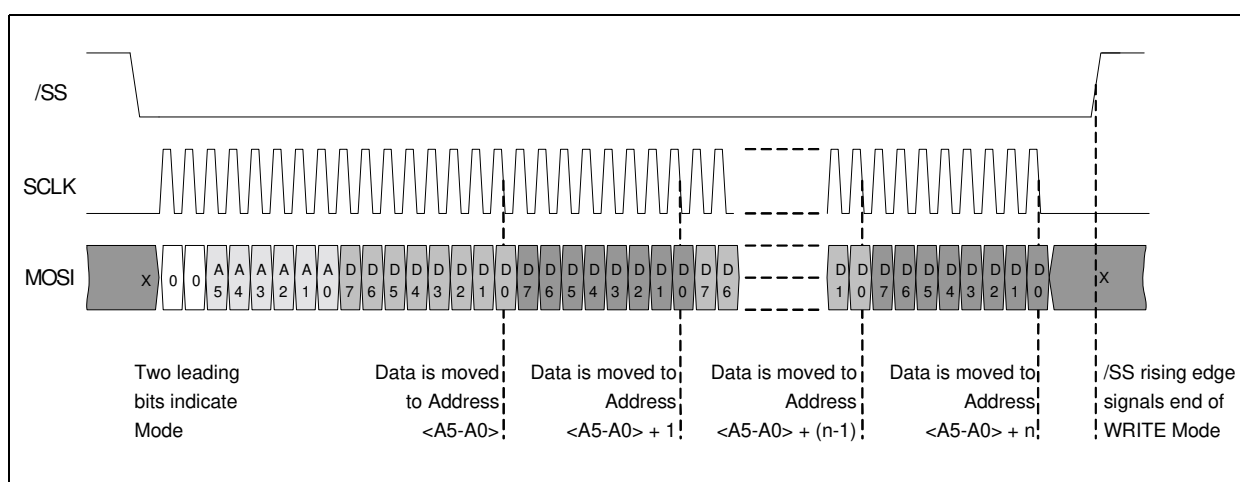 /SS
SCLK
MOSI
X 0 0 A5 A4 A3 A2 A1 A0 D7 D6 D5 D4 D3 D2 D1 D0 D7 D6 D5 D4 D3 D2 D1 D0 D7 D6 D1 D0 D7 D6 D5 D4 D3 D2 D1 D0 X
Two leading
bits indicate
Mode
Data is moved
to Address
<A5-A0>
Data is moved to
Address
<A5-A0> + 1
Data is moved to
Address
<A5-A0> + (n-1)
Data is moved to
Address
<A5-A0> + n
/SS rising edge
signals end of
WRITE Mode